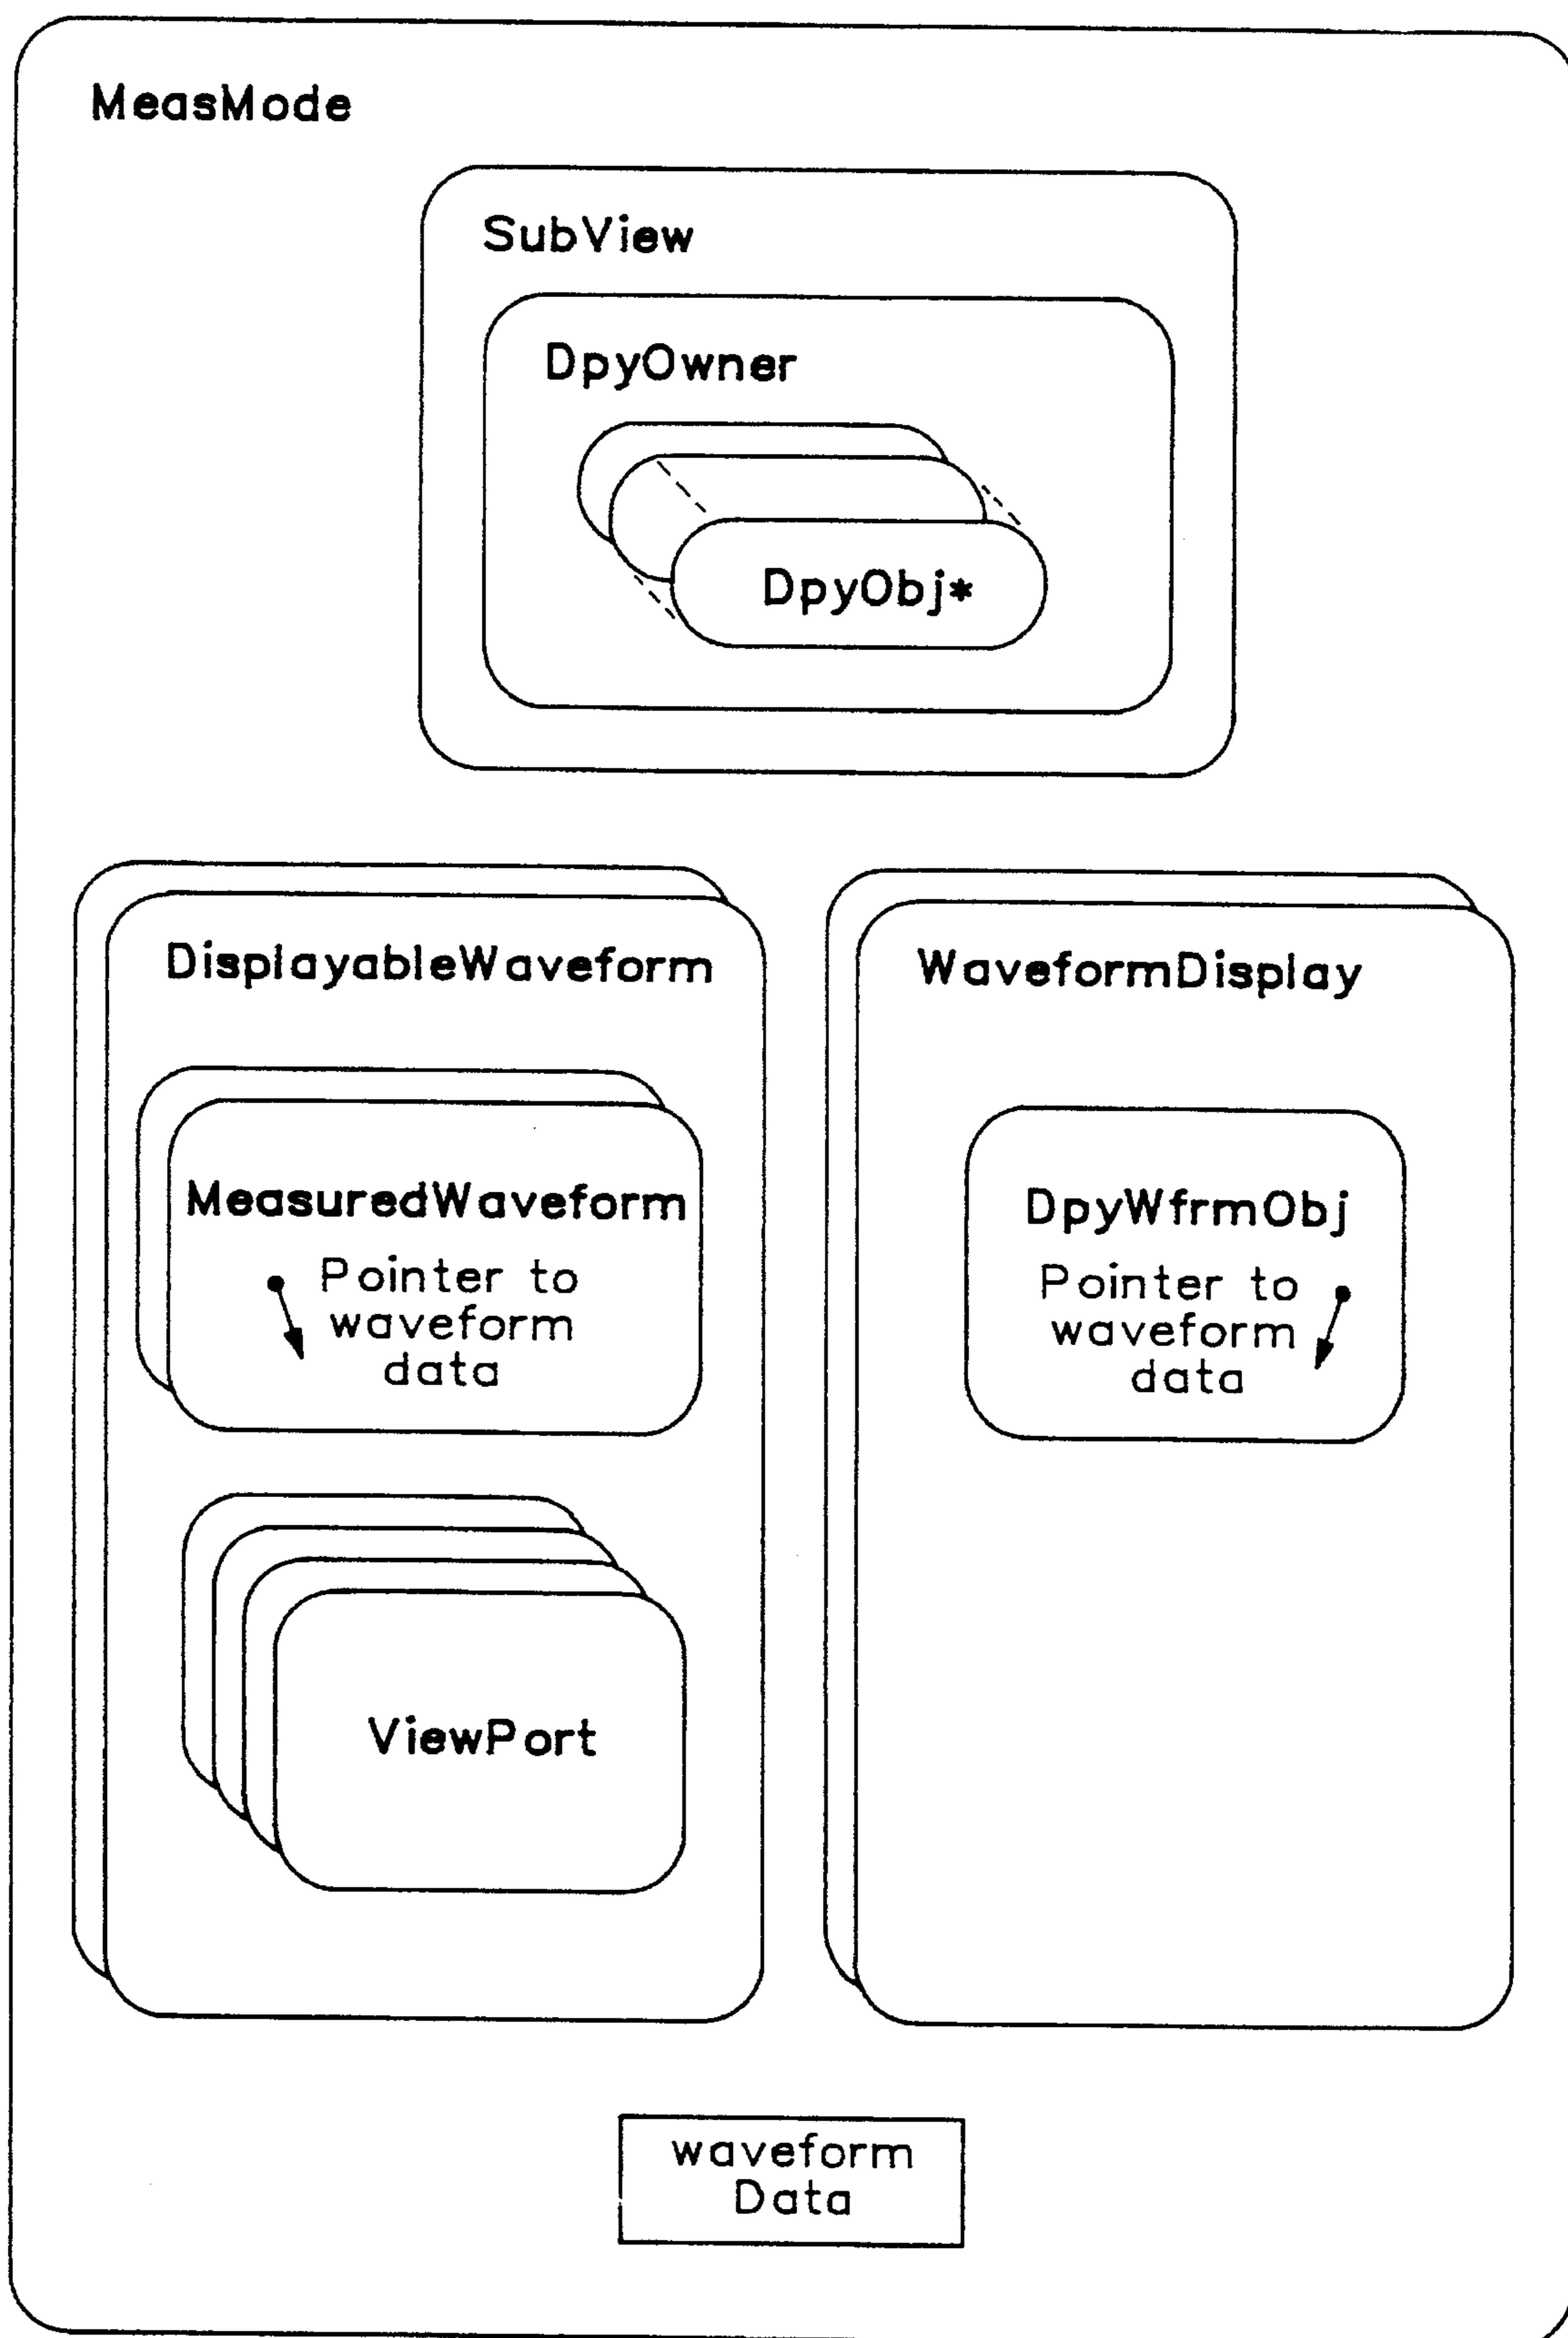 MeasMode
SubView
DpyOwner
DpyObj*
DisplayableWaveform
MeasuredWaveform
Pointer to
waveform
data
ViewPort
WaveformDisplay
DpyWfrmObj
Pointer to
waveform
data
waveform
Data